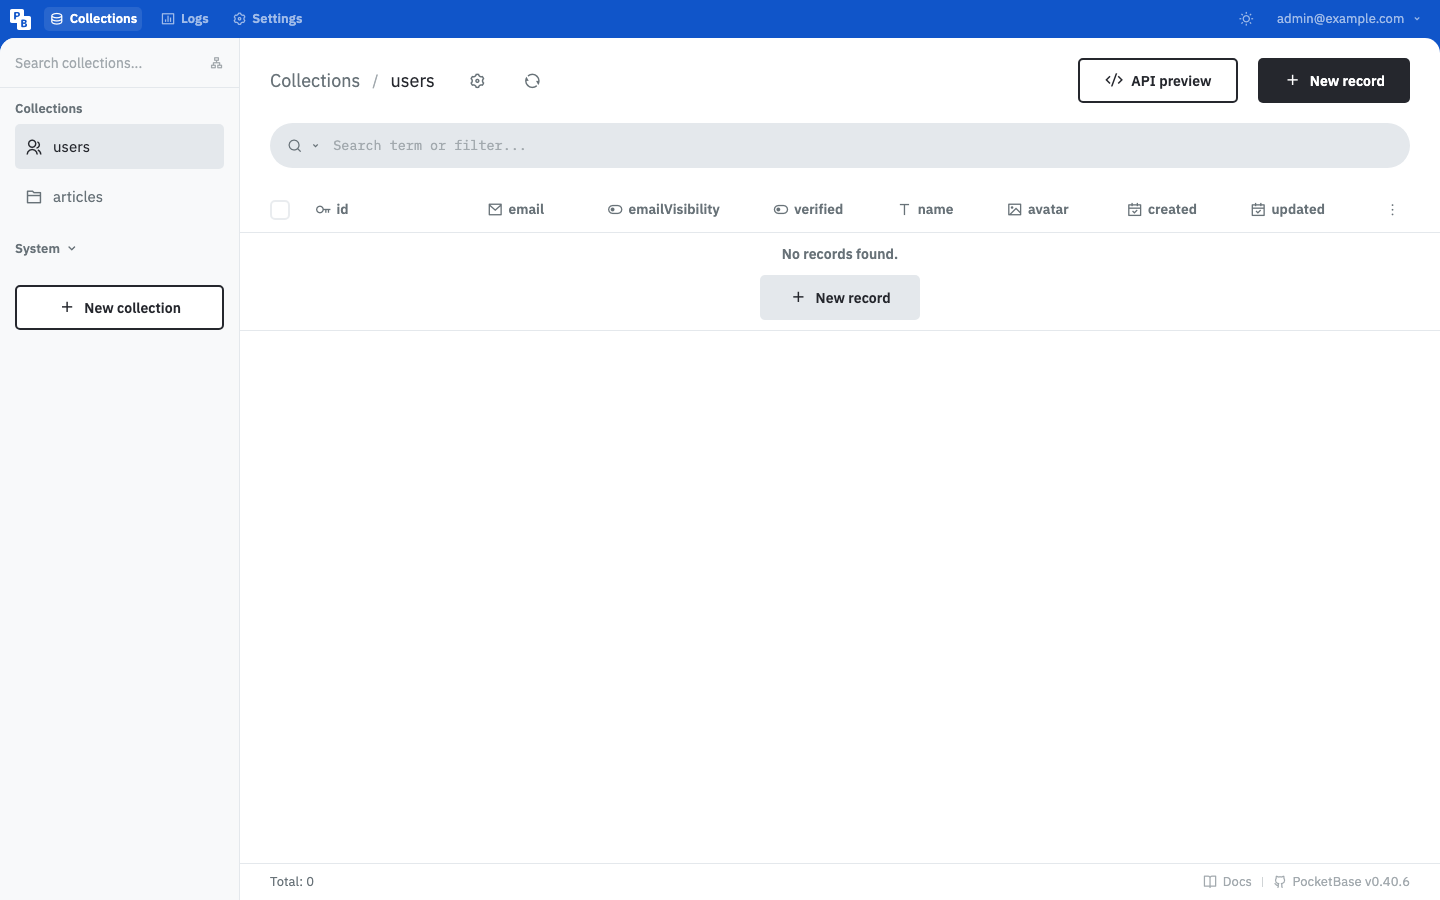 P B Collections Logs Settings admin@example.com
Search collections...
Collections
users
articles
System
New collection
Collections / users API preview New record
Search term or filter...
id email emailVisibility verified name avatar created updated
No records found.
New record
Total: 0 Docs | PocketBase v0.40.6